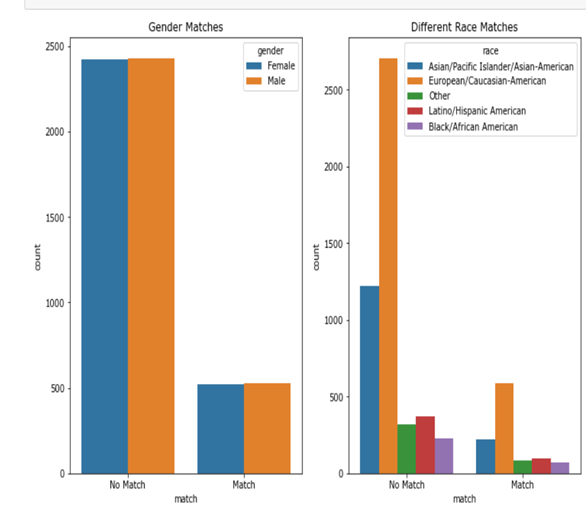 Gender Matches
2500
2000
1500
1000
500
0
count
No Match
Match
match
gender
Female
Male
Different Race Matches
2500
2000
1500
1000
500
0
count
No Match
Match
match
race
Asian/Pacific Islander/Asian-American
European/Caucasian-American
Other
Latino/Hispanic American
Black/African American